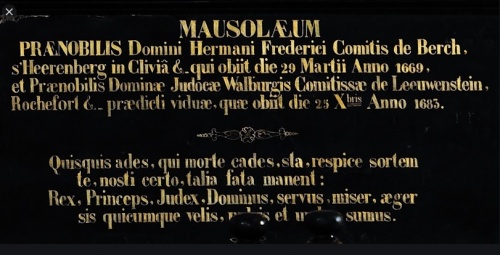 MAUSOLÆUM
PRÆNOBILIS Domini Hermani Frederici Comitis de Berch,
s'Heerenberg in Cliviâ &.. qui obiit die 29 Martii Anno 1669,
et Prænobilis Dominæ Judocæ Walburgis Comitissæ de Leeuwenstein,
Rochefort &.. prædicti viduæ, quæ obiit die 25 Xbris Anno 1683.
Quisquis ades, qui morte cades, sta, respice sortem
te, nosti certo, talia fata manent:
Rex, Princeps, Judex, Dominus, servus, miser, æger
sis quicumque velis, et sumus.